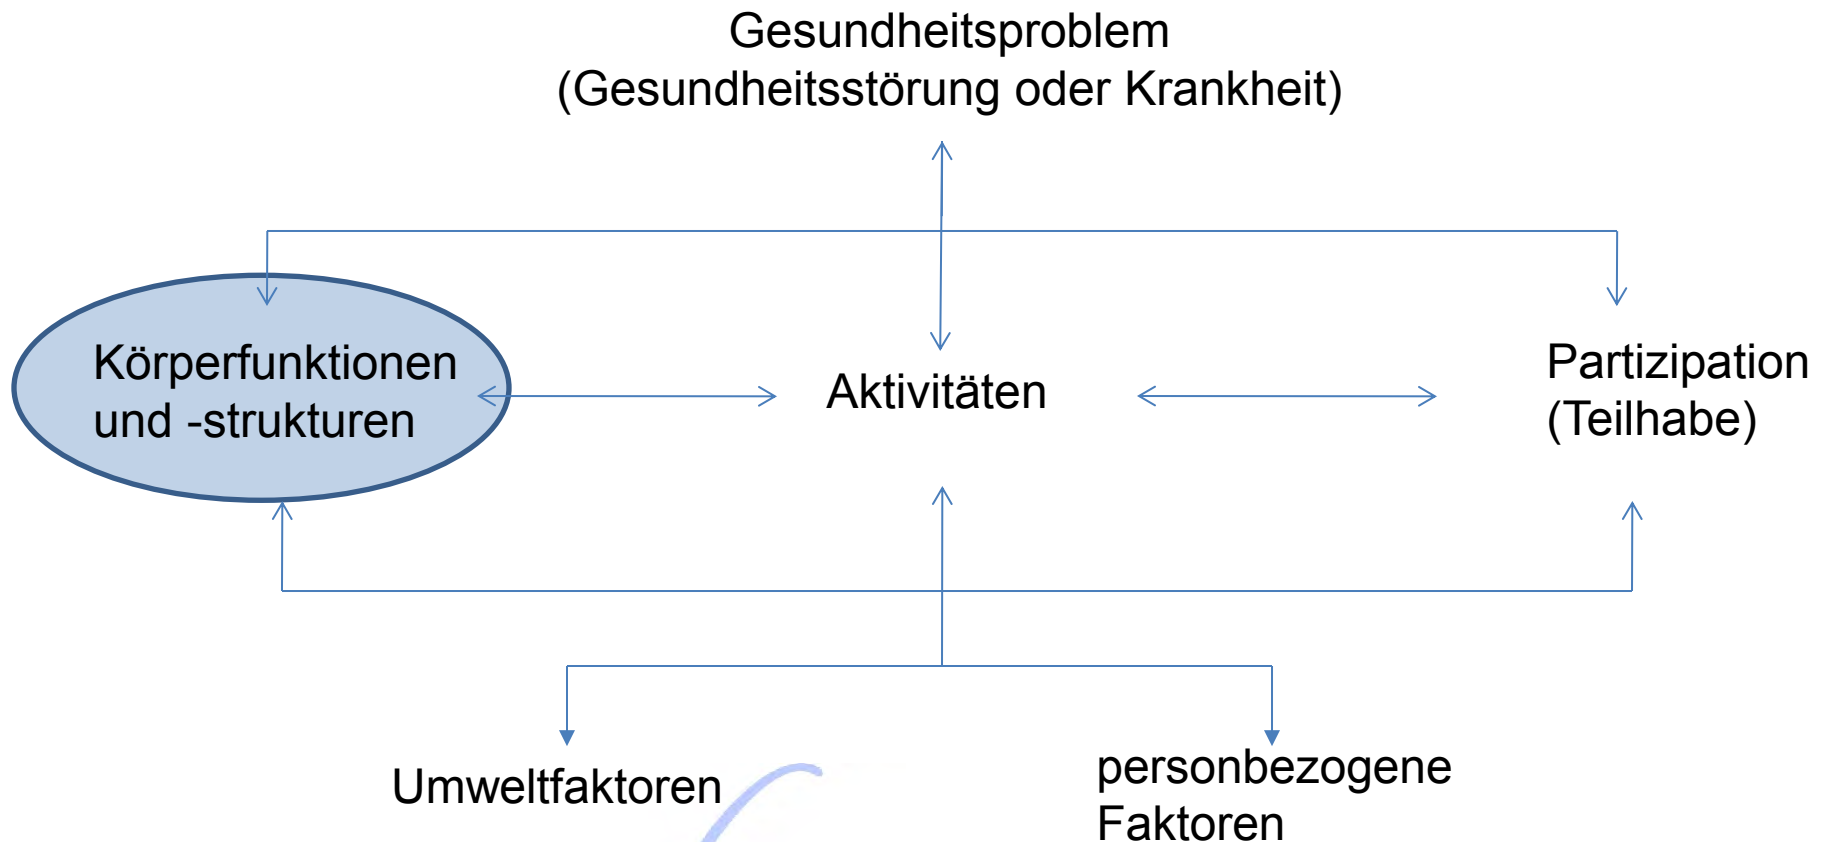 Gesundheitsproblem
(Gesundheitsstörung oder Krankheit)
Körperfunktionen
und -strukturen
Aktivitäten
Partizipation
(Teilhabe)
Umweltfaktoren
personbezogene
Faktoren